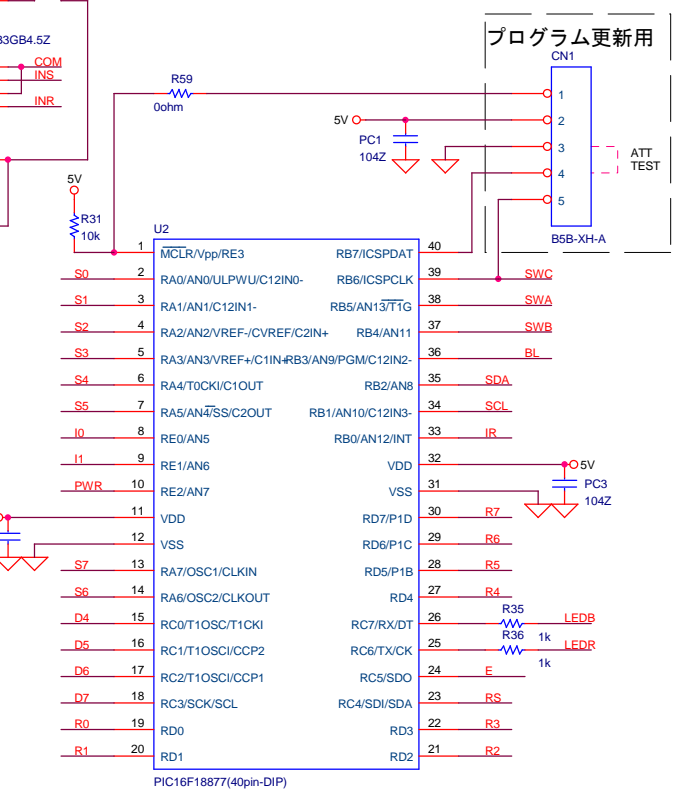 プログラム更新用
3GB4.5Z
CN1
COM
INS
INR
R59
0ohm
1
2
3
4
5
5V
PC1
104Z
ATT
TEST
B5B-XH-A
5V
R31
10k
U2
1 MCLR/Vpp/RE3 RB7/ICSPDAT 40
S0 2 RA0/AN0/ULPWU/C12IN0- RB6/ICSPCLK 39 SWC
S1 3 RA1/AN1/C12IN1- RB5/AN13/T1G 38 SWA
S2 4 RA2/AN2/VREF-/CVREF/C2IN+ RB4/AN11 37 SWB
S3 5 RA3/AN3/VREF+/C1IN+ RB3/AN9/PGM/C12IN2- 36 BL
S4 6 RA4/T0CKI/C1OUT RB2/AN8 35 SDA
S5 7 RA5/AN4/SS/C2OUT RB1/AN10/C12IN3- 34 SCL
I0 8 RE0/AN5 RB0/AN12/INT 33 IR
I1 9 RE1/AN6 VDD 32 5V
PWR 10 RE2/AN7 VSS 31
PC3
104Z
11 VDD RD7/P1D 30 R7
12 VSS RD6/P1C 29 R6
S7 13 RA7/OSC1/CLKIN RD5/P1B 28 R5
S6 14 RA6/OSC2/CLKOUT RD4 27 R4
D4 15 RC0/T1OSC/T1CKI RC7/RX/DT 26 R35 1k LEDB
D5 16 RC1/T1OSCI/CCP2 RC6/TX/CK 25 R36 1k LEDR
D6 17 RC2/T1OSCI/CCP1 RC5/SDO 24 E
D7 18 RC3/SCK/SCL RC4/SDI/SDA 23 RS
R0 19 RD0 RD3 22 R3
R1 20 RD1 RD2 21 R2
PIC16F18877(40pin-DIP)